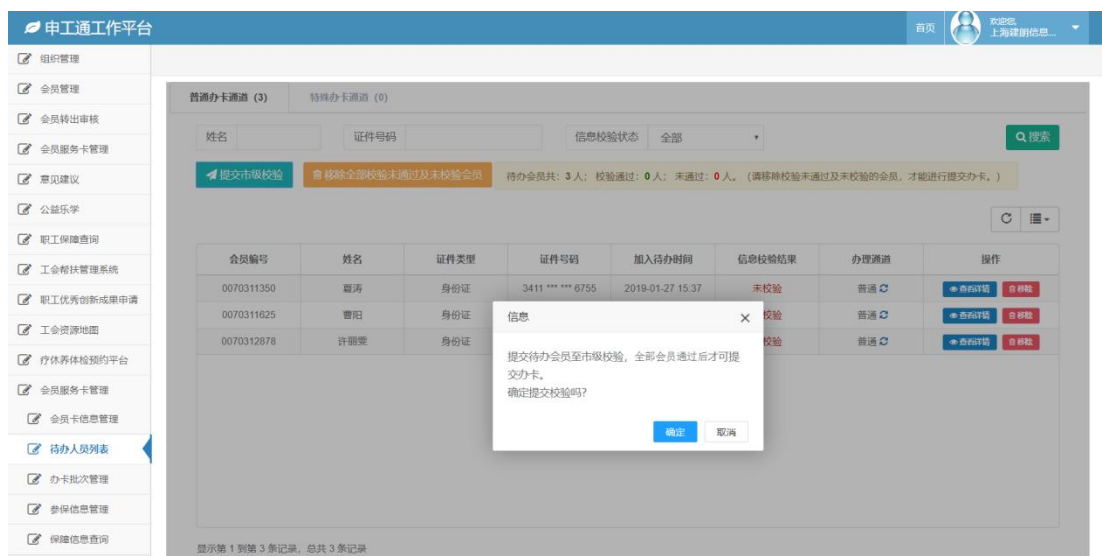 申工通工作平台
首页
欢迎您,
上海建朗信息...
组织管理
会员管理
会员转出审核
会员服务卡管理
意见建议
公益乐学
职工保障查询
工会帮扶管理系统
职工优秀创新成果申请
工会资源地图
疗休养体检预约平台
会员服务卡管理
会员卡信息管理
待办人员列表
办卡批次管理
参保信息管理
保障信息查询
普通办卡通道 (3) 特殊办卡通道 (0)
姓名 证件号码 信息校验状态 全部 搜索
提交市级校验 移除全部校验未通过及未校验会员 待办会员共：3人；校验通过：0人；未通过：0人。（请移除校验未通过及未校验的会员，才能进行提交办卡。）
会员编号 姓名 证件类型 证件号码 加入待办时间 信息校验结果 办理通道 操作
0070311350 夏涛 身份证 3411 *** *** 6755 2019-01-27 15:37 未校验 普通 查看详情 移除
0070311625 曹阳 身份证 校验 普通 查看详情 移除
0070312878 许丽雯 身份证 校验 普通 查看详情 移除
信息
提交待办会员至市级校验，全部会员通过后才可提
交办卡。
确定提交校验吗?
确定 取消
显示第 1 到第 3 条记录，总共 3 条记录